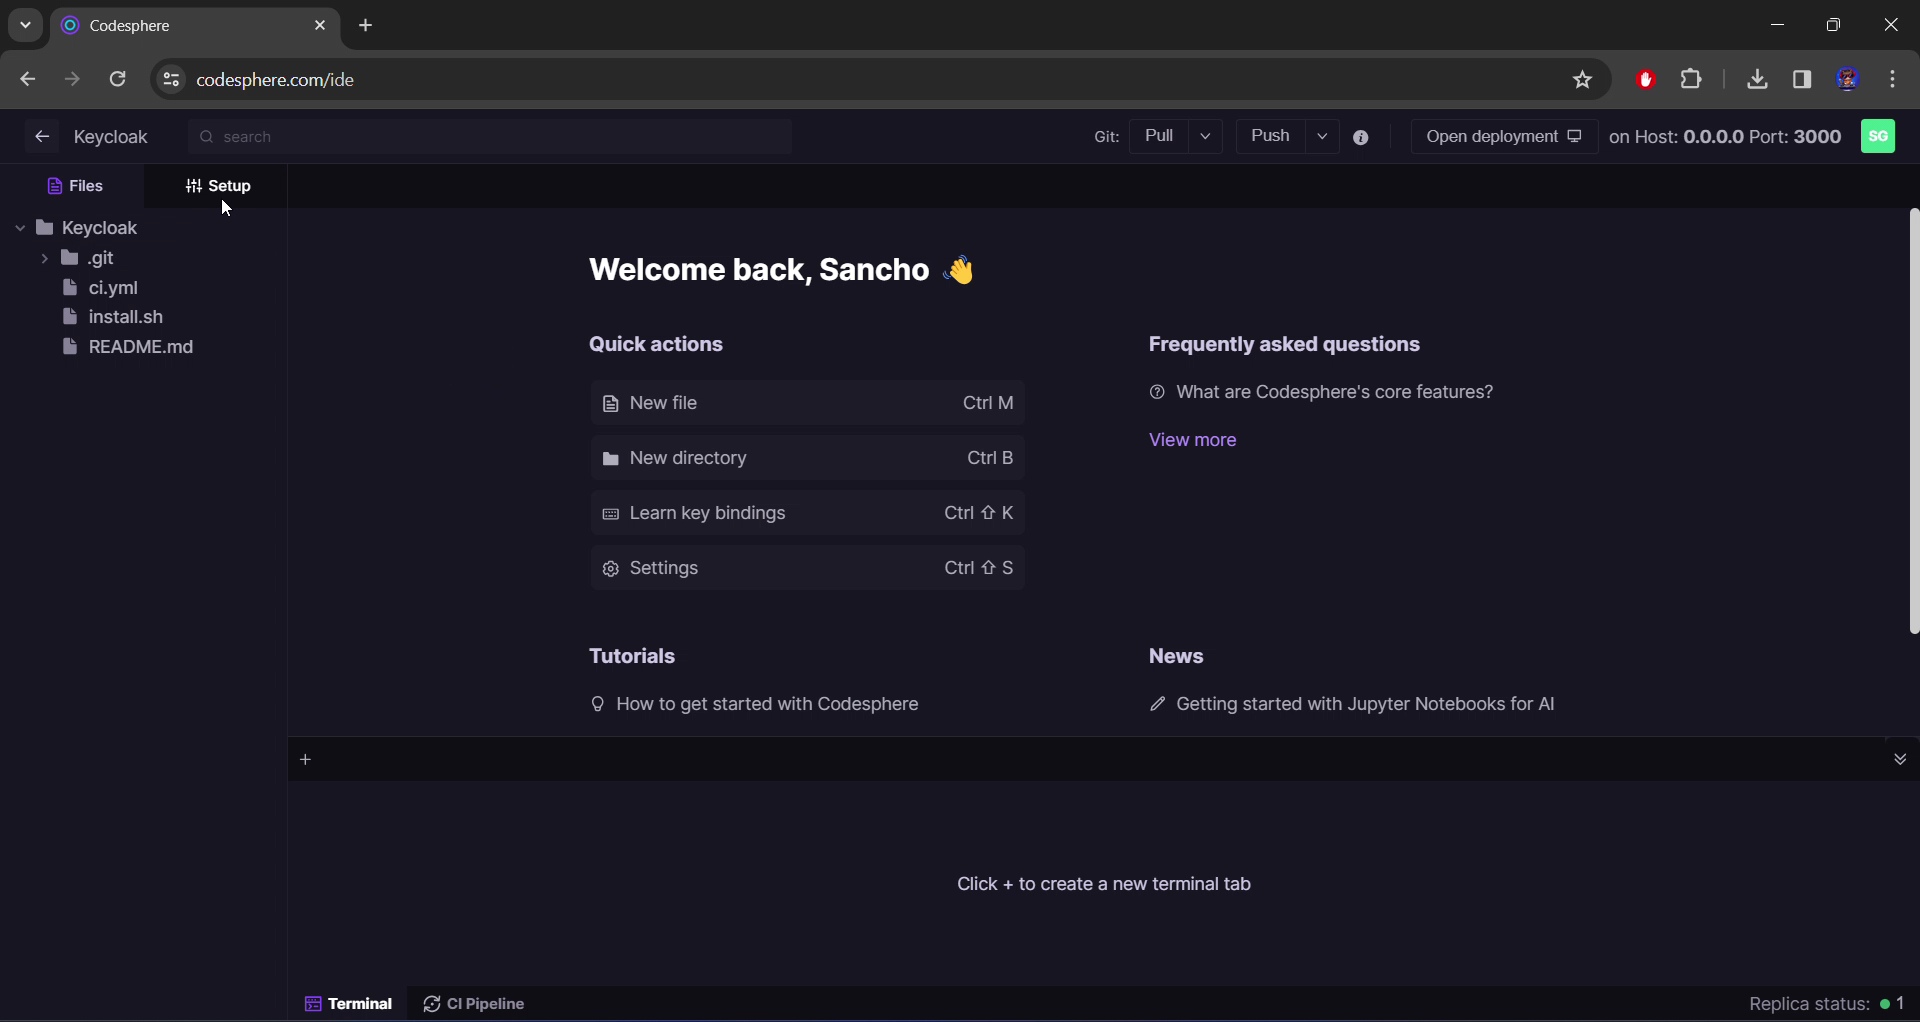 Codesphere
codesphere.com/ide
Keycloak
search
Git: Pull Push Open deployment on Host: 0.0.0.0 Port: 3000 SG
Files Setup
Keycloak
.git
ci.yml
install.sh
README.md
Welcome back, Sancho 👋
Quick actions
New file Ctrl M
New directory Ctrl B
Learn key bindings Ctrl ⇧ K
Settings Ctrl ⇧ S
Frequently asked questions
What are Codesphere's core features?
View more
Tutorials
How to get started with Codesphere
News
Getting started with Jupyter Notebooks for AI
+
Click + to create a new terminal tab
Terminal CI Pipeline
Replica status: 1